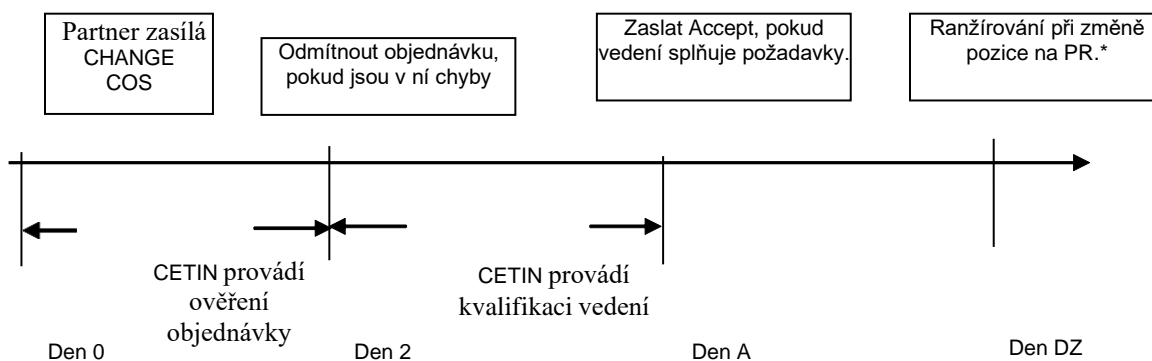 Partner zasílá
CHANGE
COS
Odmítnout objednávku,
pokud jsou v ní chyby
Zaslat Accept, pokud
vedení splňuje požadavky.
Ranžírování při změně
pozice na PR.*
CETIN provádí
ověření
objednávky
CETIN provádí
kvalifikaci vedení
Den 0
Den 2
Den A
Den DZ